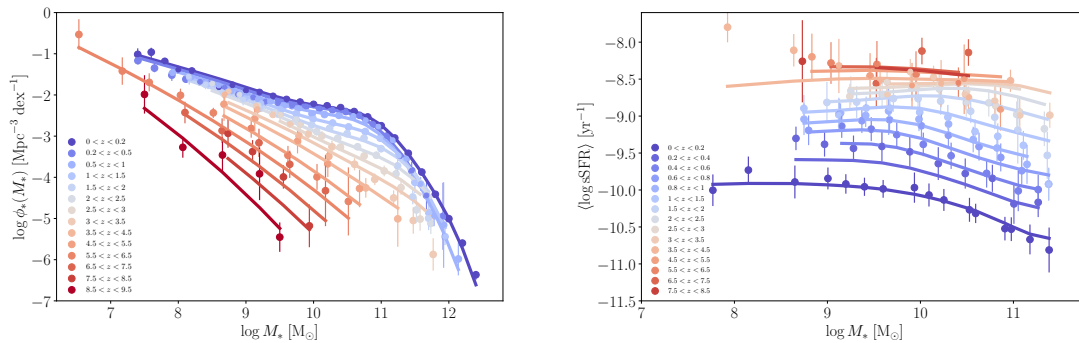 0
−1
−2
−3
−4
−5
−6
−7
log ϕ∗(M∗) [Mpc⁻³ dex⁻¹]
0 < z < 0.2
0.2 < z < 0.5
0.5 < z < 1
1 < z < 1.5
1.5 < z < 2
2 < z < 2.5
2.5 < z < 3
3 < z < 3.5
3.5 < z < 4.5
4.5 < z < 5.5
5.5 < z < 6.5
6.5 < z < 7.5
7.5 < z < 8.5
8.5 < z < 9.5
7 8 9 10 11 12
log M∗ [M⊙]
−8.0
−8.5
−9.0
−9.5
−10.0
−10.5
−11.0
−11.5
⟨log sSFR⟩ [yr⁻¹]
0 < z < 0.2
0.2 < z < 0.4
0.4 < z < 0.6
0.6 < z < 0.8
0.8 < z < 1
1 < z < 1.5
1.5 < z < 2
2 < z < 2.5
2.5 < z < 3
3 < z < 3.5
3.5 < z < 4.5
4.5 < z < 5.5
5.5 < z < 6.5
6.5 < z < 7.5
7.5 < z < 8.5
7 8 9 10 11
log M∗ [M⊙]